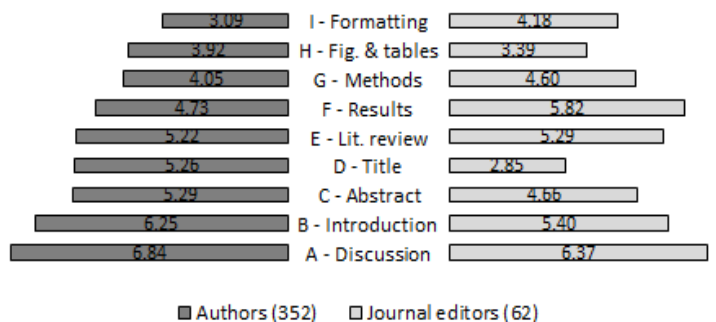 3.09 I - Formatting 4.18
3.92 H - Fig. & tables 3.39
4.05 G - Methods 4.60
4.73 F - Results 5.82
5.22 E - Lit. review 5.29
5.26 D - Title 2.85
5.29 C - Abstract 4.66
6.25 B - Introduction 5.40
6.84 A - Discussion 6.37
Authors (352) Journal editors (62)